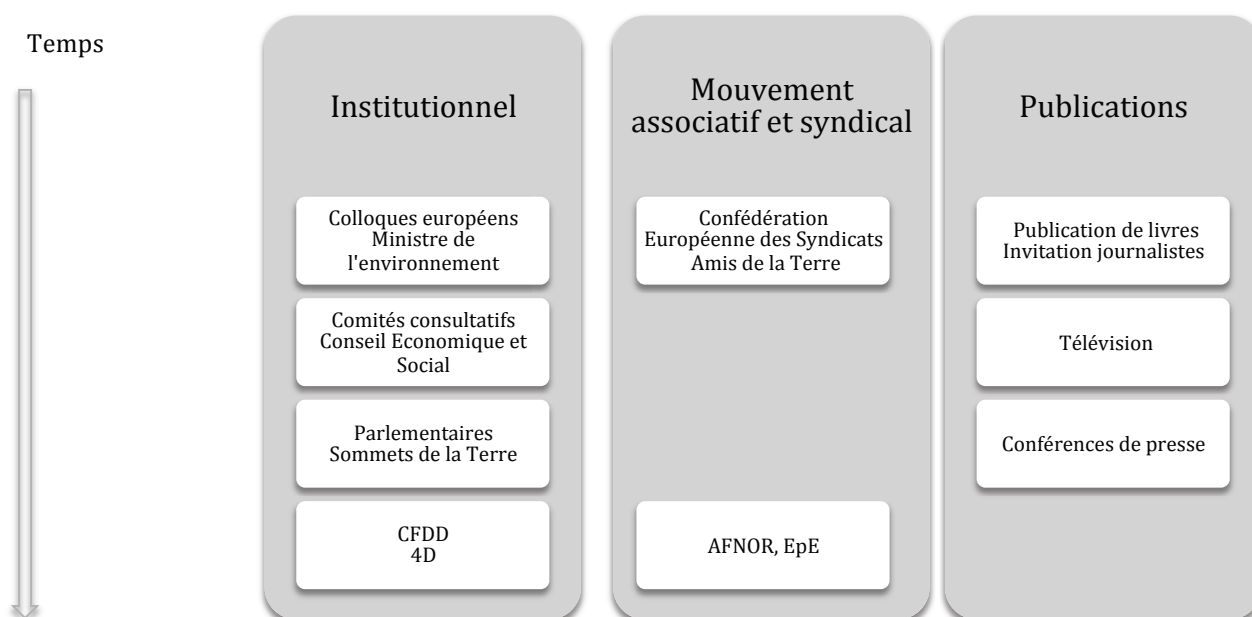 Temps
Institutionnel
Colloques européens
Ministre de
l'environnement
Comités consultatifs
Conseil Economique et
Social
Parlementaires
Sommets de la Terre
CFDD
4D
Mouvement
associatif et syndical
Confédération
Européenne des Syndicats
Amis de la Terre
AFNOR, EpE
Publications
Publication de livres
Invitation journalistes
Télévision
Conférences de presse